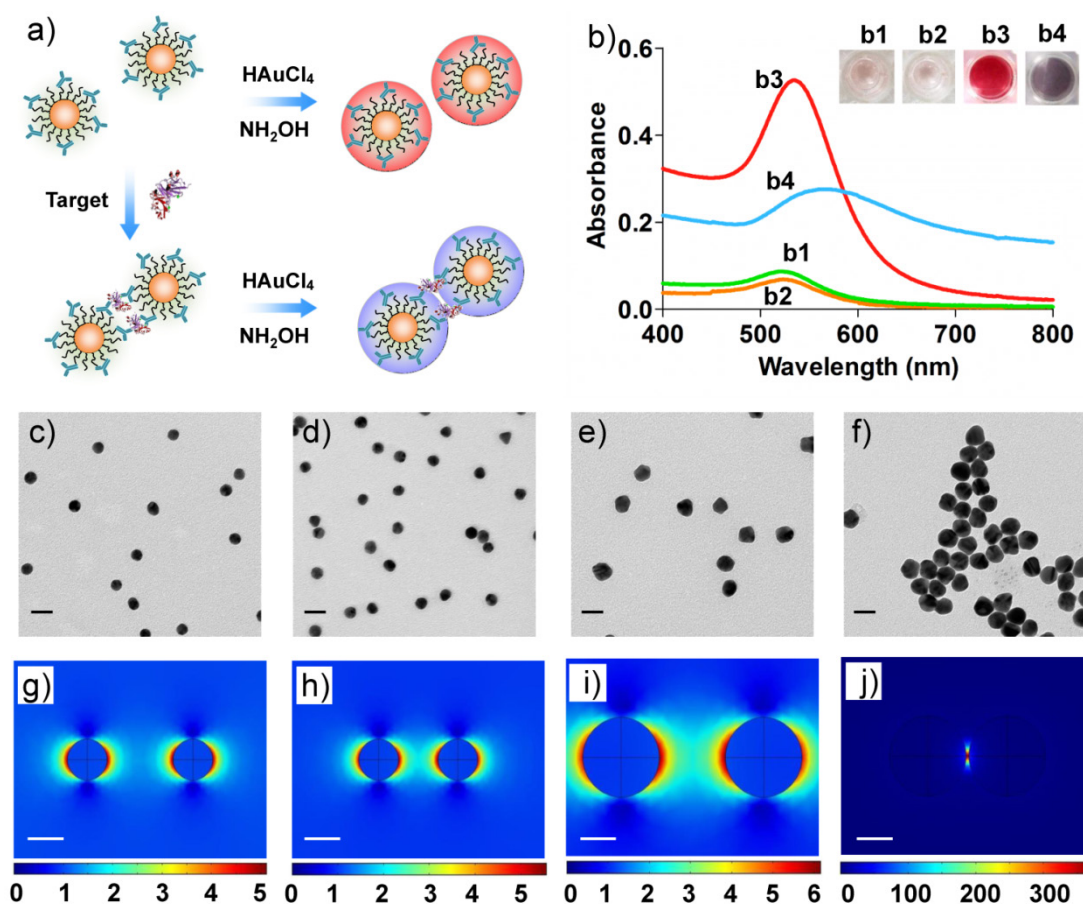 a)
HAuCl₄
NH₂OH
Target
HAuCl₄
NH₂OH
b)
b1 b2 b3 b4
0.6
0.4
0.2
0.0
Absorbance
b3
b4
b1
b2
400 500 600 700 800
Wavelength (nm)
c) d) e) f)
g) h) i) j)
0 1 2 3 4 5
0 1 2 3 4 5
0 1 2 3 4 5 6
0 100 200 300